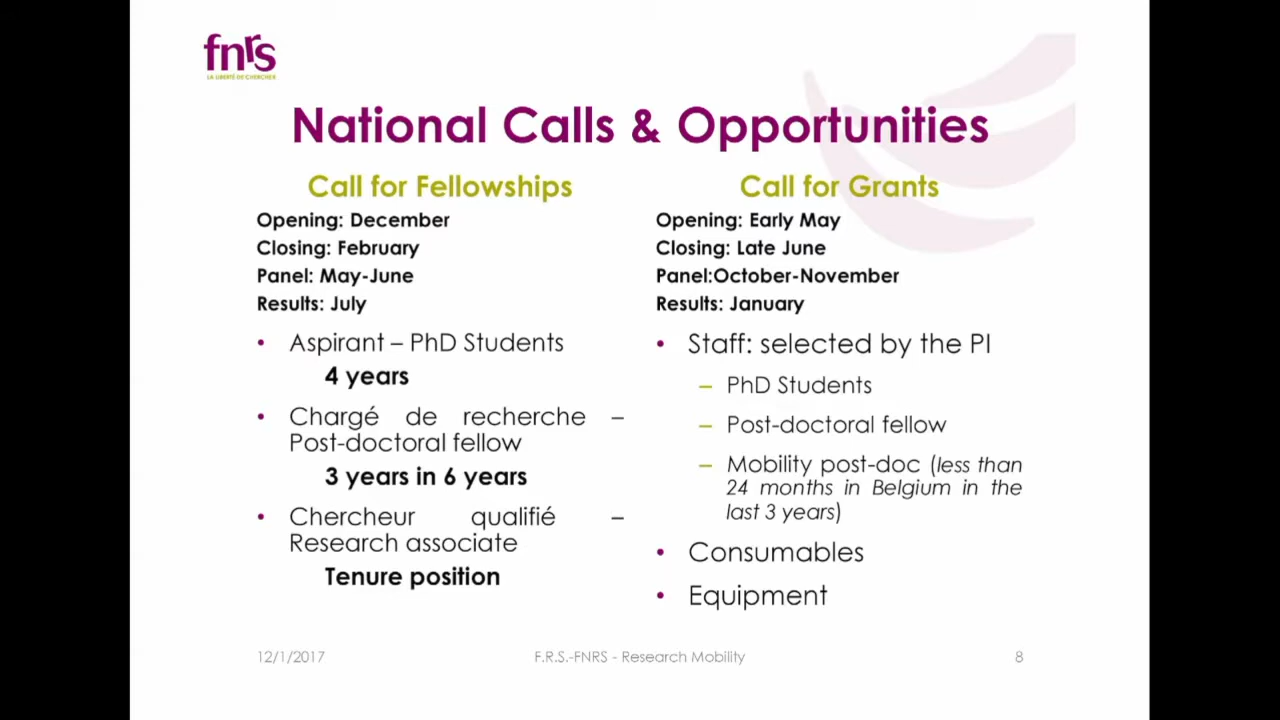 fnrs
LA LIBERTÉ DE CHERCHER
National Calls & Opportunities
Call for Fellowships
Opening: December
Closing: February
Panel: May-June
Results: July
• Aspirant – PhD Students
4 years
• Chargé de recherche –
Post-doctoral fellow
3 years in 6 years
• Chercheur qualifié –
Research associate
Tenure position
Call for Grants
Opening: Early May
Closing: Late June
Panel:October-November
Results: January
• Staff: selected by the PI
– PhD Students
– Post-doctoral fellow
– Mobility post-doc (less than
24 months in Belgium in the
last 3 years)
• Consumables
• Equipment
12/1/2017
F.R.S.-FNRS - Research Mobility
8